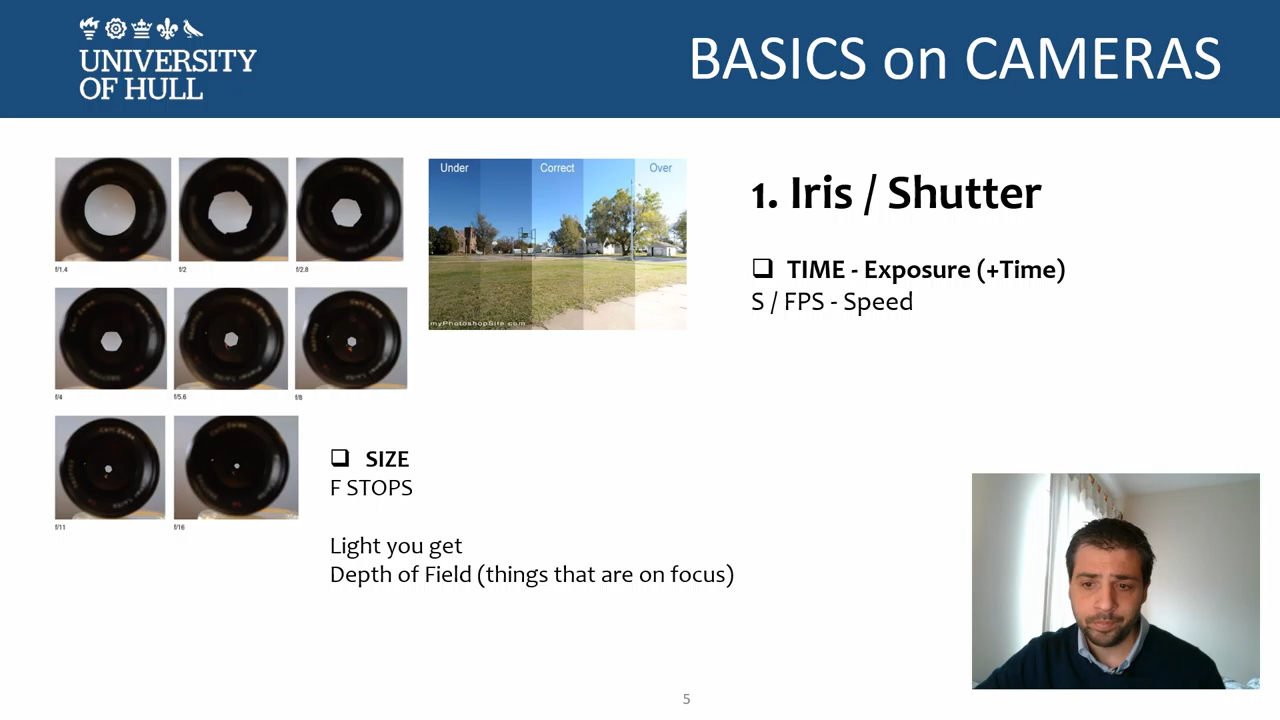 UNIVERSITY
OF HULL
BASICS on CAMERAS
f/1.4
f/2
f/2.8
f/4
f/5.6
f/8
f/11
f/16
Under
Correct
Over
myPhotoshopSite.com
1. Iris / Shutter
TIME - Exposure (+Time)
S / FPS - Speed
SIZE
F STOPS
Light you get
Depth of Field (things that are on focus)
5